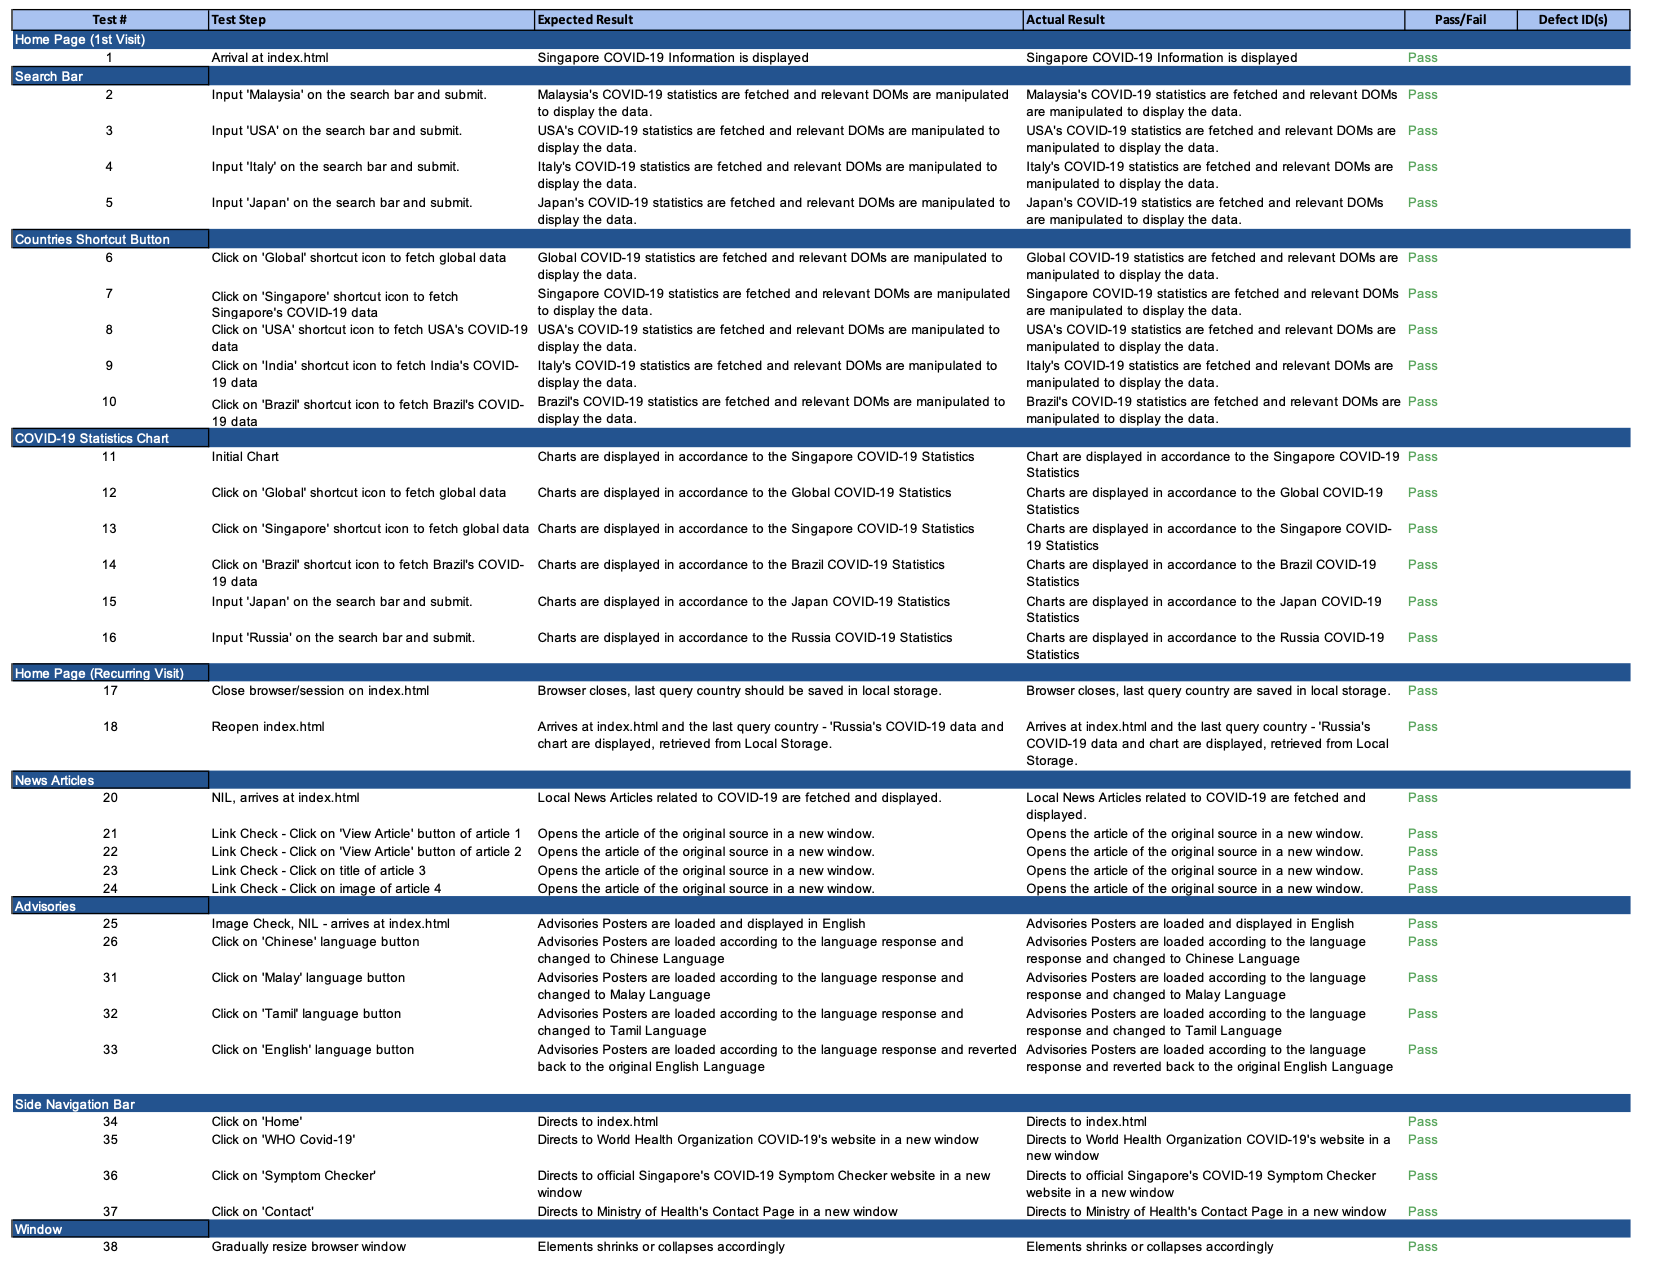 Test # Test Step Expected Result Actual Result Pass/Fail Defect ID(s)
Home Page (1st Visit)
1 Arrival at index.html Singapore COVID-19 Information is displayed Singapore COVID-19 Information is displayed Pass
Search Bar
2 Input 'Malaysia' on the search bar and submit. Malaysia's COVID-19 statistics are fetched and relevant DOMs are manipulated Malaysia's COVID-19 statistics are fetched and relevant DOMs Pass
to display the data. are manipulated to display the data.
3 Input 'USA' on the search bar and submit. USA's COVID-19 statistics are fetched and relevant DOMs are manipulated to USA's COVID-19 statistics are fetched and relevant DOMs are Pass
display the data. manipulated to display the data.
4 Input 'Italy' on the search bar and submit. Italy's COVID-19 statistics are fetched and relevant DOMs are manipulated to Italy's COVID-19 statistics are fetched and relevant DOMs are Pass
display the data. manipulated to display the data.
5 Input 'Japan' on the search bar and submit. Japan's COVID-19 statistics are fetched and relevant DOMs are manipulated to Japan's COVID-19 statistics are fetched and relevant DOMs Pass
display the data. are manipulated to display the data.
Countries Shortcut Button
6 Click on 'Global' shortcut icon to fetch global data Global COVID-19 statistics are fetched and relevant DOMs are manipulated to Global COVID-19 statistics are fetched and relevant DOMs are Pass
display the data. manipulated to display the data.
7 Click on 'Singapore' shortcut icon to fetch Singapore COVID-19 statistics are fetched and relevant DOMs are manipulated Singapore COVID-19 statistics are fetched and relevant DOMs Pass
Singapore's COVID-19 data to display the data. are manipulated to display the data.
8 Click on 'USA' shortcut icon to fetch USA's COVID-19 USA's COVID-19 statistics are fetched and relevant DOMs are manipulated to USA's COVID-19 statistics are fetched and relevant DOMs are Pass
data display the data. manipulated to display the data.
9 Click on 'India' shortcut icon to fetch India's COVID- Italy's COVID-19 statistics are fetched and relevant DOMs are manipulated to Italy's COVID-19 statistics are fetched and relevant DOMs are Pass
19 data display the data. manipulated to display the data.
10 Click on 'Brazil' shortcut icon to fetch Brazil's COVID- Brazil's COVID-19 statistics are fetched and relevant DOMs are manipulated to Brazil's COVID-19 statistics are fetched and relevant DOMs are Pass
19 data display the data. manipulated to display the data.
COVID-19 Statistics Chart
11 Initial Chart Charts are displayed in accordance to the Singapore COVID-19 Statistics Chart are displayed in accordance to the Singapore COVID-19 Pass
Statistics
12 Click on 'Global' shortcut icon to fetch global data Charts are displayed in accordance to the Global COVID-19 Statistics Charts are displayed in accordance to the Global COVID-19 Pass
Statistics
13 Click on 'Singapore' shortcut icon to fetch global data Charts are displayed in accordance to the Singapore COVID-19 Statistics Charts are displayed in accordance to the Singapore COVID- Pass
19 Statistics
14 Click on 'Brazil' shortcut icon to fetch Brazil's COVID- Charts are displayed in accordance to the Brazil COVID-19 Statistics Charts are displayed in accordance to the Brazil COVID-19 Pass
19 data Statistics
15 Input 'Japan' on the search bar and submit. Charts are displayed in accordance to the Japan COVID-19 Statistics Charts are displayed in accordance to the Japan COVID-19 Pass
Statistics
16 Input 'Russia' on the search bar and submit. Charts are displayed in accordance to the Russia COVID-19 Statistics Charts are displayed in accordance to the Russia COVID-19 Pass
Statistics
Home Page (Recurring Visit)
17 Close browser/session on index.html Browser closes, last query country should be saved in local storage. Browser closes, last query country are saved in local storage. Pass
18 Reopen index.html Arrives at index.html and the last query country - 'Russia's COVID-19 data and Arrives at index.html and the last query country - 'Russia's Pass
chart are displayed, retrieved from Local Storage. COVID-19 data and chart are displayed, retrieved from Local
Storage.
News Articles
20 NIL, arrives at index.html Local News Articles related to COVID-19 are fetched and displayed. Local News Articles related to COVID-19 are fetched and Pass
displayed.
21 Link Check - Click on 'View Article' button of article 1 Opens the article of the original source in a new window. Opens the article of the original source in a new window. Pass
22 Link Check - Click on 'View Article' button of article 2 Opens the article of the original source in a new window. Opens the article of the original source in a new window. Pass
23 Link Check - Click on title of article 3 Opens the article of the original source in a new window. Opens the article of the original source in a new window. Pass
24 Link Check - Click on image of article 4 Opens the article of the original source in a new window. Opens the article of the original source in a new window. Pass
Advisories
25 Image Check, NIL - arrives at index.html Advisories Posters are loaded and displayed in English Advisories Posters are loaded and displayed in English Pass
26 Click on 'Chinese' language button Advisories Posters are loaded according to the language response and Advisories Posters are loaded according to the language Pass
changed to Chinese Language response and changed to Chinese Language
31 Click on 'Malay' language button Advisories Posters are loaded according to the language response and Advisories Posters are loaded according to the language Pass
changed to Malay Language response and changed to Malay Language
32 Click on 'Tamil' language button Advisories Posters are loaded according to the language response and Advisories Posters are loaded according to the language Pass
changed to Tamil Language response and changed to Tamil Language
33 Click on 'English' language button Advisories Posters are loaded according to the language response and reverted Advisories Posters are loaded according to the language Pass
back to the original English Language response and reverted back to the original English Language
Side Navigation Bar
34 Click on 'Home' Directs to index.html Directs to index.html Pass
35 Click on 'WHO Covid-19' Directs to World Health Organization COVID-19's website in a new window Directs to World Health Organization COVID-19's website in a Pass
new window
36 Click on 'Symptom Checker' Directs to official Singapore's COVID-19 Symptom Checker website in a new Directs to official Singapore's COVID-19 Symptom Checker Pass
window website in a new window
37 Click on 'Contact' Directs to Ministry of Health's Contact Page in a new window Directs to Ministry of Health's Contact Page in a new window Pass
Window
38 Gradually resize browser window Elements shrinks or collapses accordingly Elements shrinks or collapses accordingly Pass